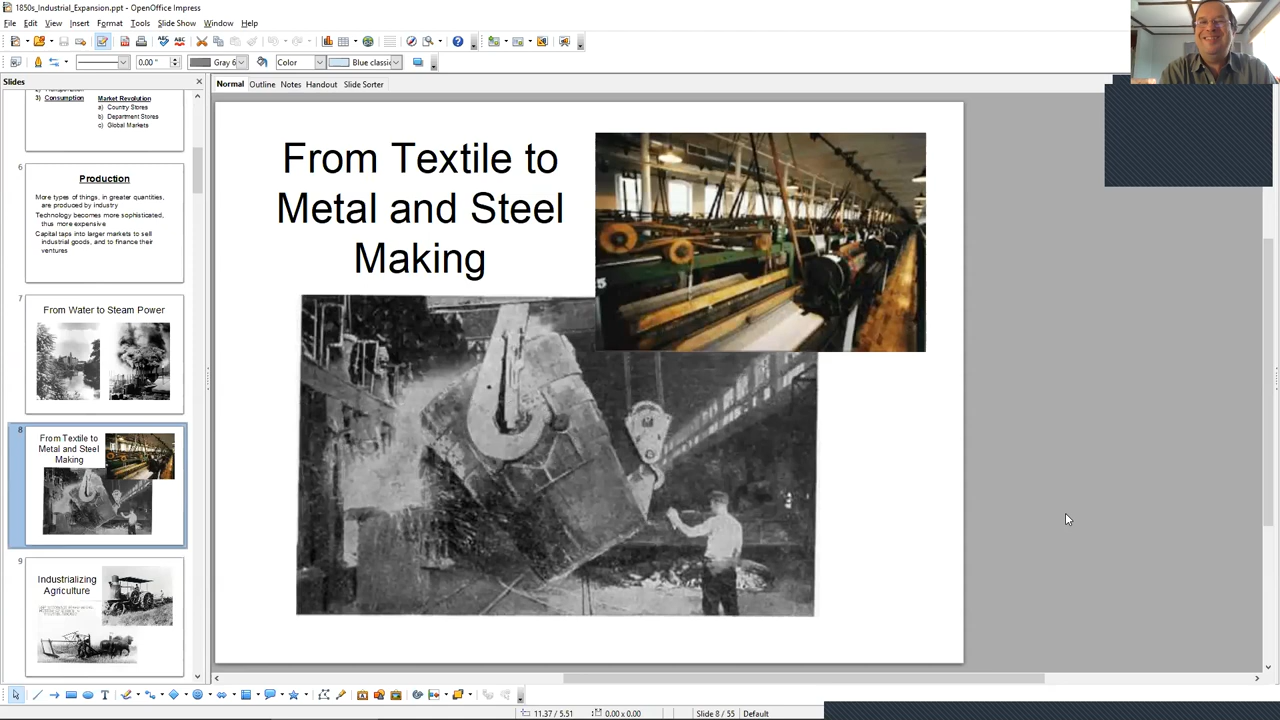 1850s_Industrial_Expansion.ppt - OpenOffice Impress
File Edit View Insert Format Tools Slide Show Window Help
0.00 "
Gray 6
Color
Blue classic
Slides
Normal Outline Notes Handout Slide Sorter
3) Consumption
Market Revolution
a) Country Stores
b) Department Stores
c) Global Markets
6
Production
More types of things, in greater quantities,
are produced by industry
Technology becomes more sophisticated,
thus more expensive
Capital taps into larger markets to sell
industrial goods, and to finance their
ventures
7
From Water to Steam Power
8
From Textile to
Metal and Steel
Making
9
Industrializing
Agriculture
From Textile to
Metal and Steel
Making
11.37 / 5.51
0.00 x 0.00
Slide 8 / 55
Default